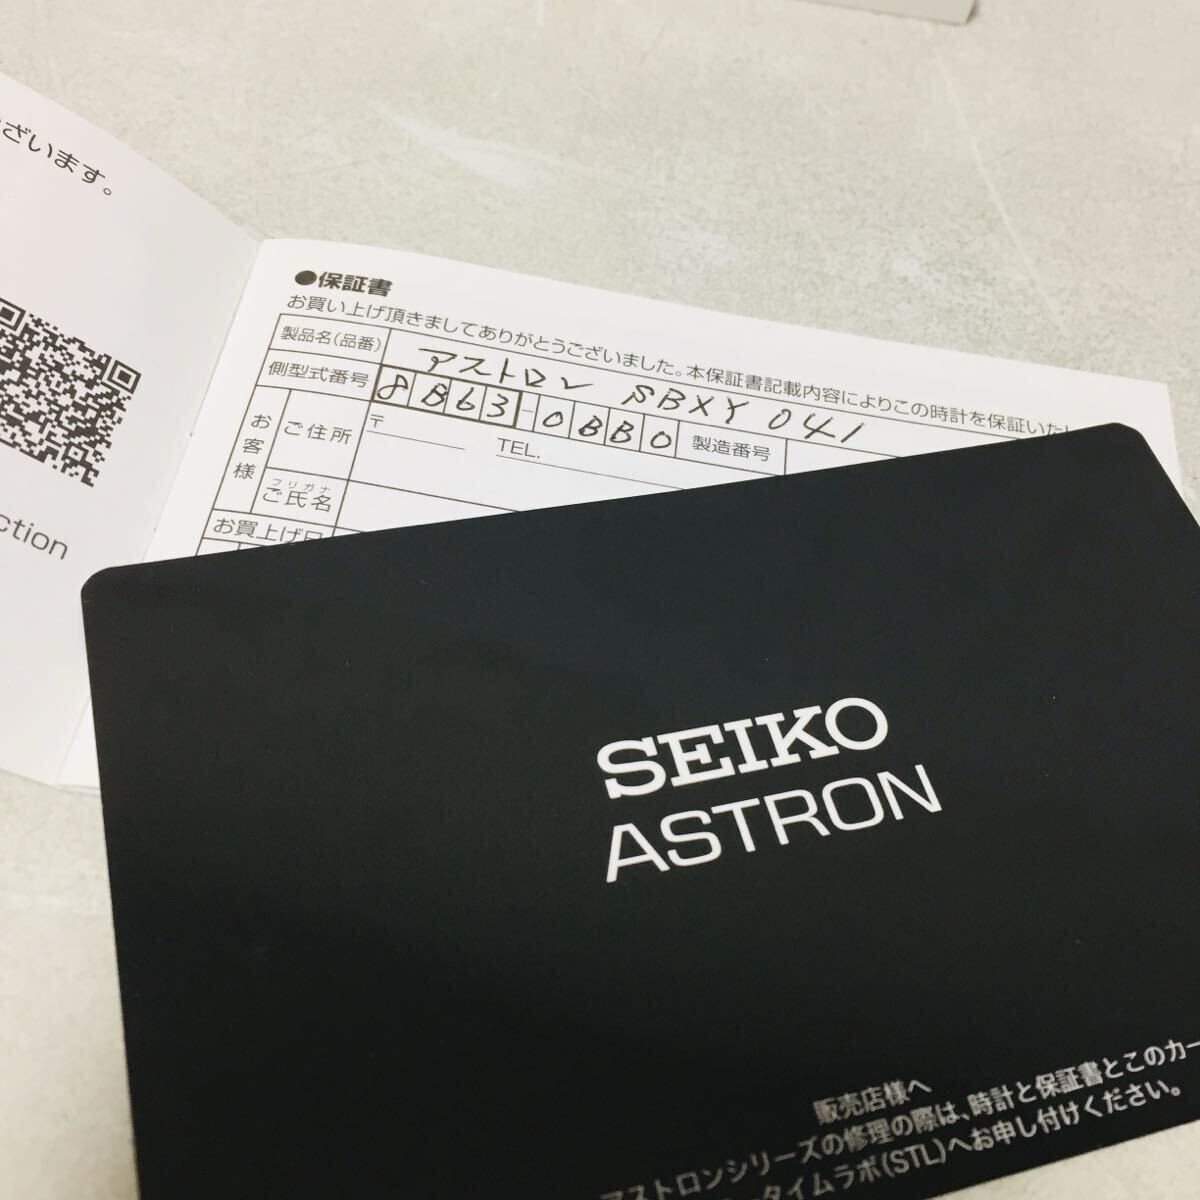 ざいます。
ction
●保証書
お買い上げ頂きましてありがとうございました。本保証書記載内容によりこの時計を保証いたし
製品名(品番) アストロン SBXY041
側型式番号 8B63-0BB0 製造番号
お客様 ご住所 〒 TEL.
フリガナ
ご氏名
お買上げ日
SEIKO
ASTRON
販売店様へ
アストロンシリーズの修理の際は、時計と保証書とこのカー
タイムラボ(STL)へお申し付けください。